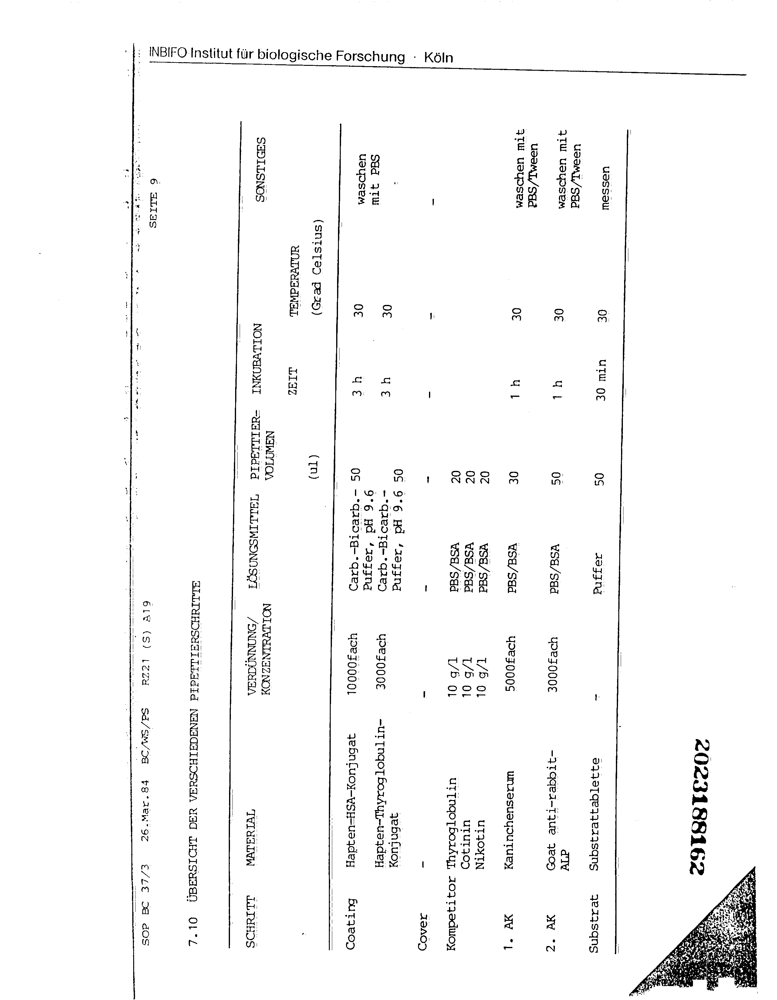 INBIFO Institut für biologische Forschung · Köln
SOP BC 37/3 26.Mar.84 BC/WS/PS RZ21 (S) A19 SEITE 9
7.10 ÜBERSICHT DER VERSCHIEDENEN PIPETTIERSCHRITTE
SCHRITT MATERIAL VERDÜNNUNG/ LÖSUNGSMITTEL PIPETTIER- INKUBATION SONSTIGES
KONZENTRATION VOLUMEN
ZEIT TEMPERATUR
(ul) (Grad Celsius)
Coating Hapten-HSA-Konjugat 10000fach Carb.-Bicarb.- 50 3 h 30 waschen
Puffer, pH 9.6 mit PBS
Hapten-Thyroglobulin- 3000fach Carb.-Bicarb.- 3 h 30
Konjugat Puffer, pH 9.6 50
Cover - - - - - - -
Kompetitor Thyroglobulin 10 g/l PBS/BSA 20
Cotinin 10 g/l PBS/BSA 20
Nikotin 10 g/l PBS/BSA 20
1. AK Kaninchenserum 5000fach PBS/BSA 30 1 h 30 waschen mit
PBS/Tween
2. AK Goat anti-rabbit- 3000fach PBS/BSA 50 1 h 30 waschen mit
ALP PBS/Tween
Substrat Substrattablette - Puffer 50 30 min 30 messen
2023188162